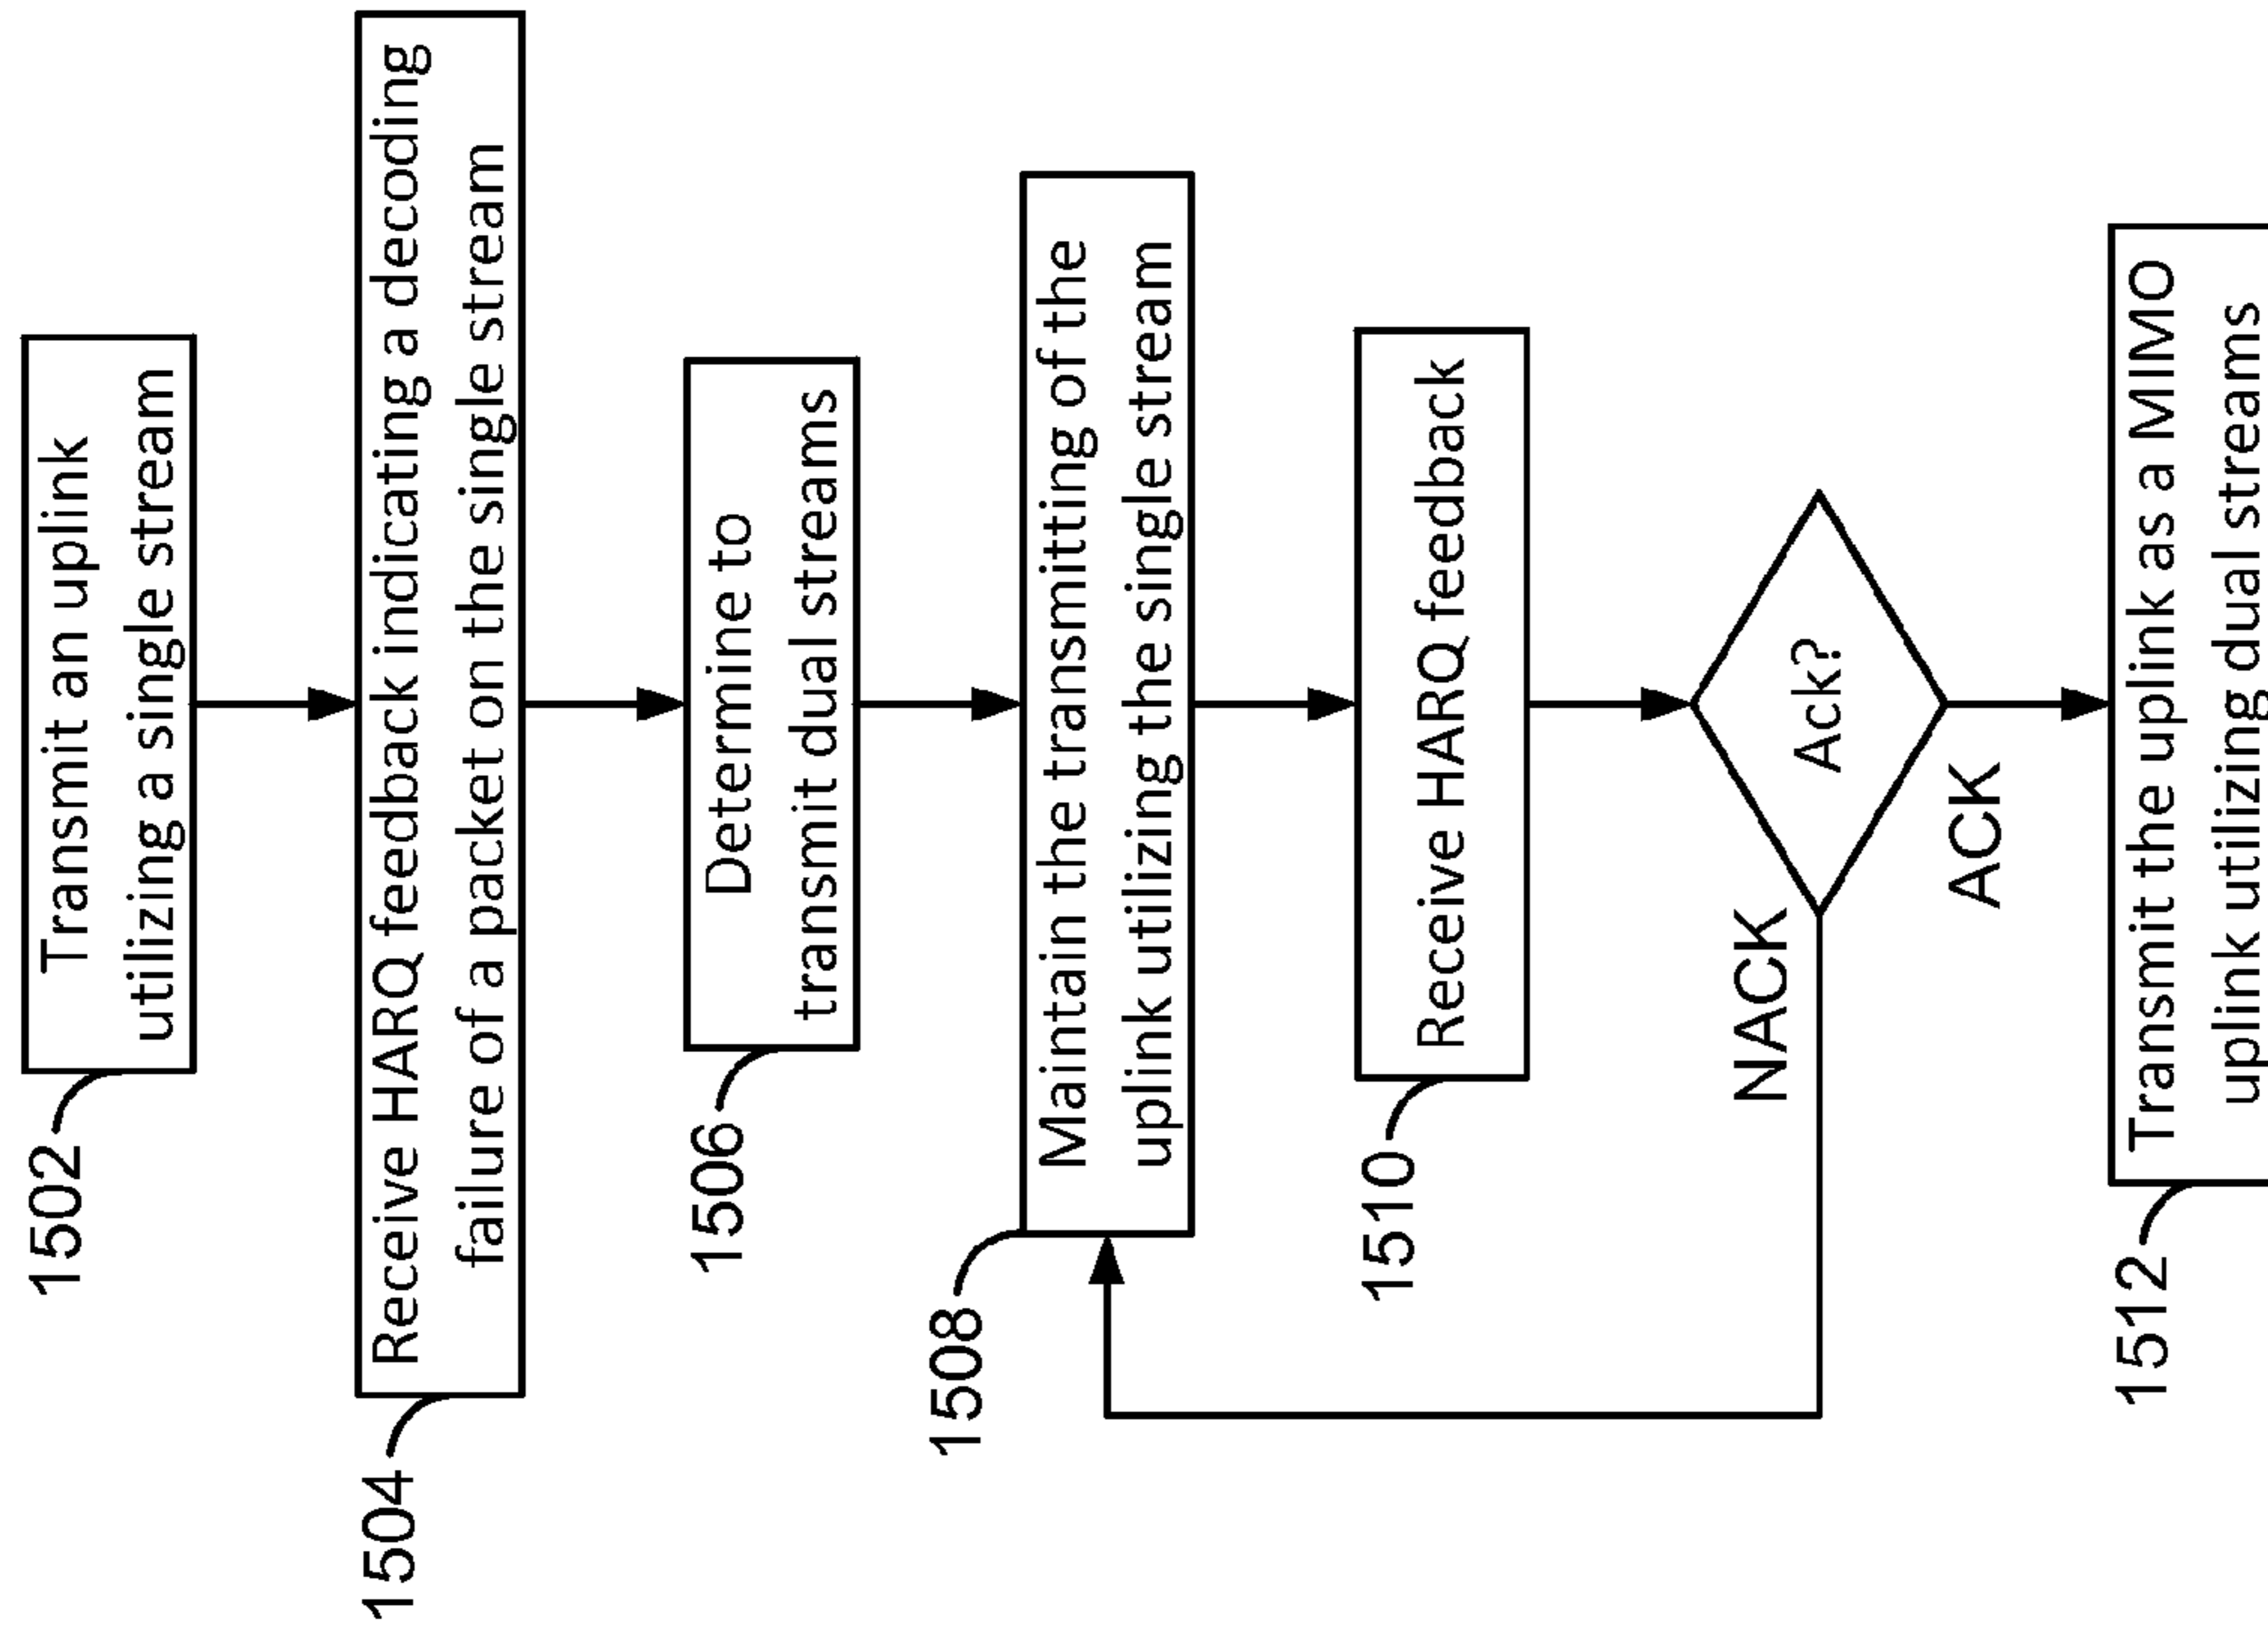 1502
Transmit an uplink
utilizing a single stream
1504
Receive HARQ feedback indicating a decoding
failure of a packet on the single stream
1506
Determine to
transmit dual streams
1508
Maintain the transmitting of the
uplink utilizing the single stream
1510
Receive HARQ feedback
Ack?
NACK
ACK
1512
Transmit the uplink as a MIMO
uplink utilizing dual streams